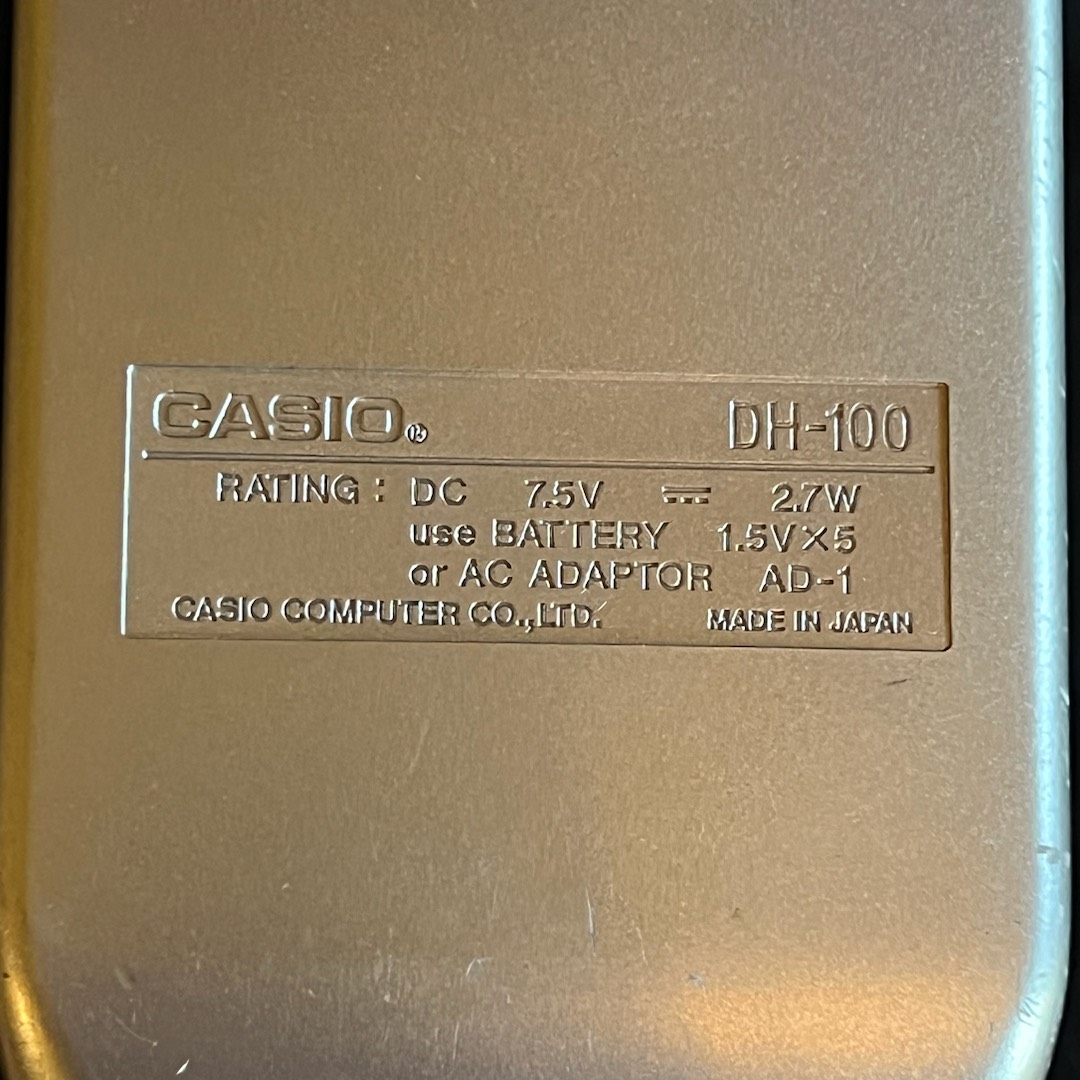 CASIO® DH-100
RATING : DC 7.5V ⎓ 2.7W
use BATTERY 1.5V×5
or AC ADAPTOR AD-1
CASIO COMPUTER CO.,LTD. MADE IN JAPAN